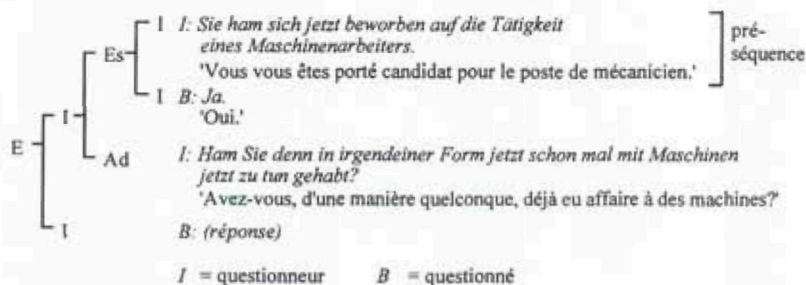 I I: Sie ham sich jetzt beworben auf die Tätigkeit
eines Maschinenarbeiters.
'Vous vous êtes porté candidat pour le poste de mécanicien.'
pré-
séquence
Es
I B: Ja.
'Oui.'
I
E
Ad I: Ham Sie denn in irgendeiner Form jetzt schon mal mit Maschinen
jetzt zu tun gehabt?
'Avez-vous, d'une manière quelconque, déjà eu affaire à des machines?'
I B: (réponse)
I = questionneur B = questionné